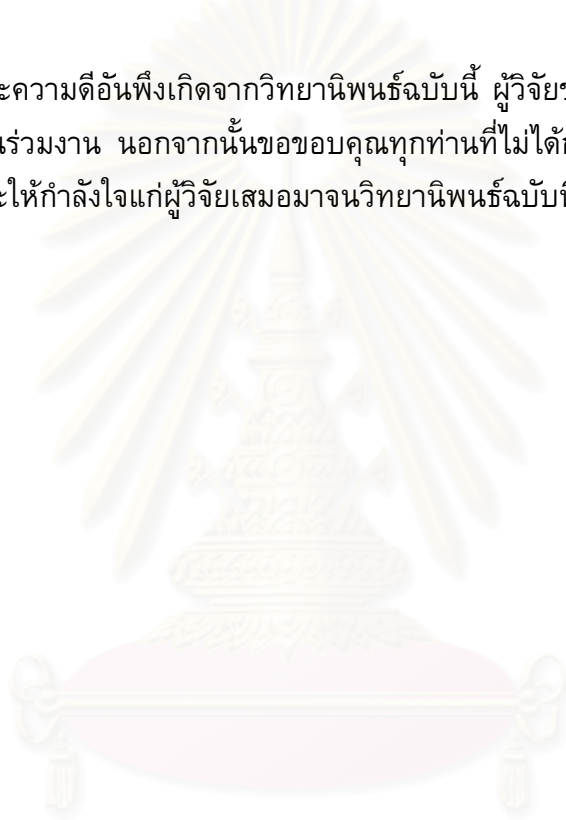 ะความดีอันพึงเกิดจากวิทยานิพนธ์ฉบับนี้ ผู้วิจัยข
นร่วมงาน นอกจากนั้นขอขอบคุณทุกท่านที่ไม่ได้ก
ะให้กำลังใจแก่ผู้วิจัยเสมอมาจนวิทยานิพนธ์ฉบับนี